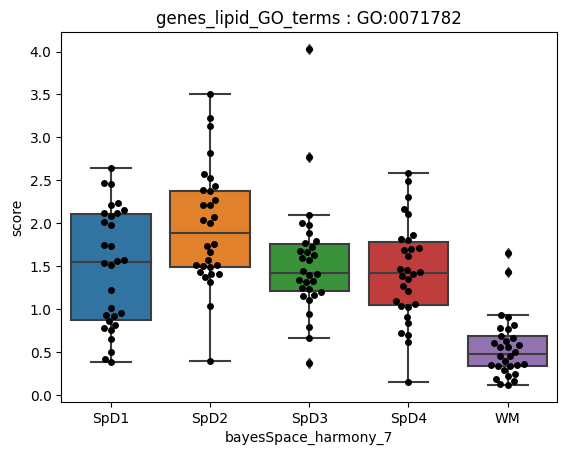 genes_lipid_GO_terms : GO:0071782
4.0
3.5
3.0
2.5
2.0
1.5
1.0
0.5
0.0
score
SpD1 SpD2 SpD3 SpD4 WM
bayesSpace_harmony_7